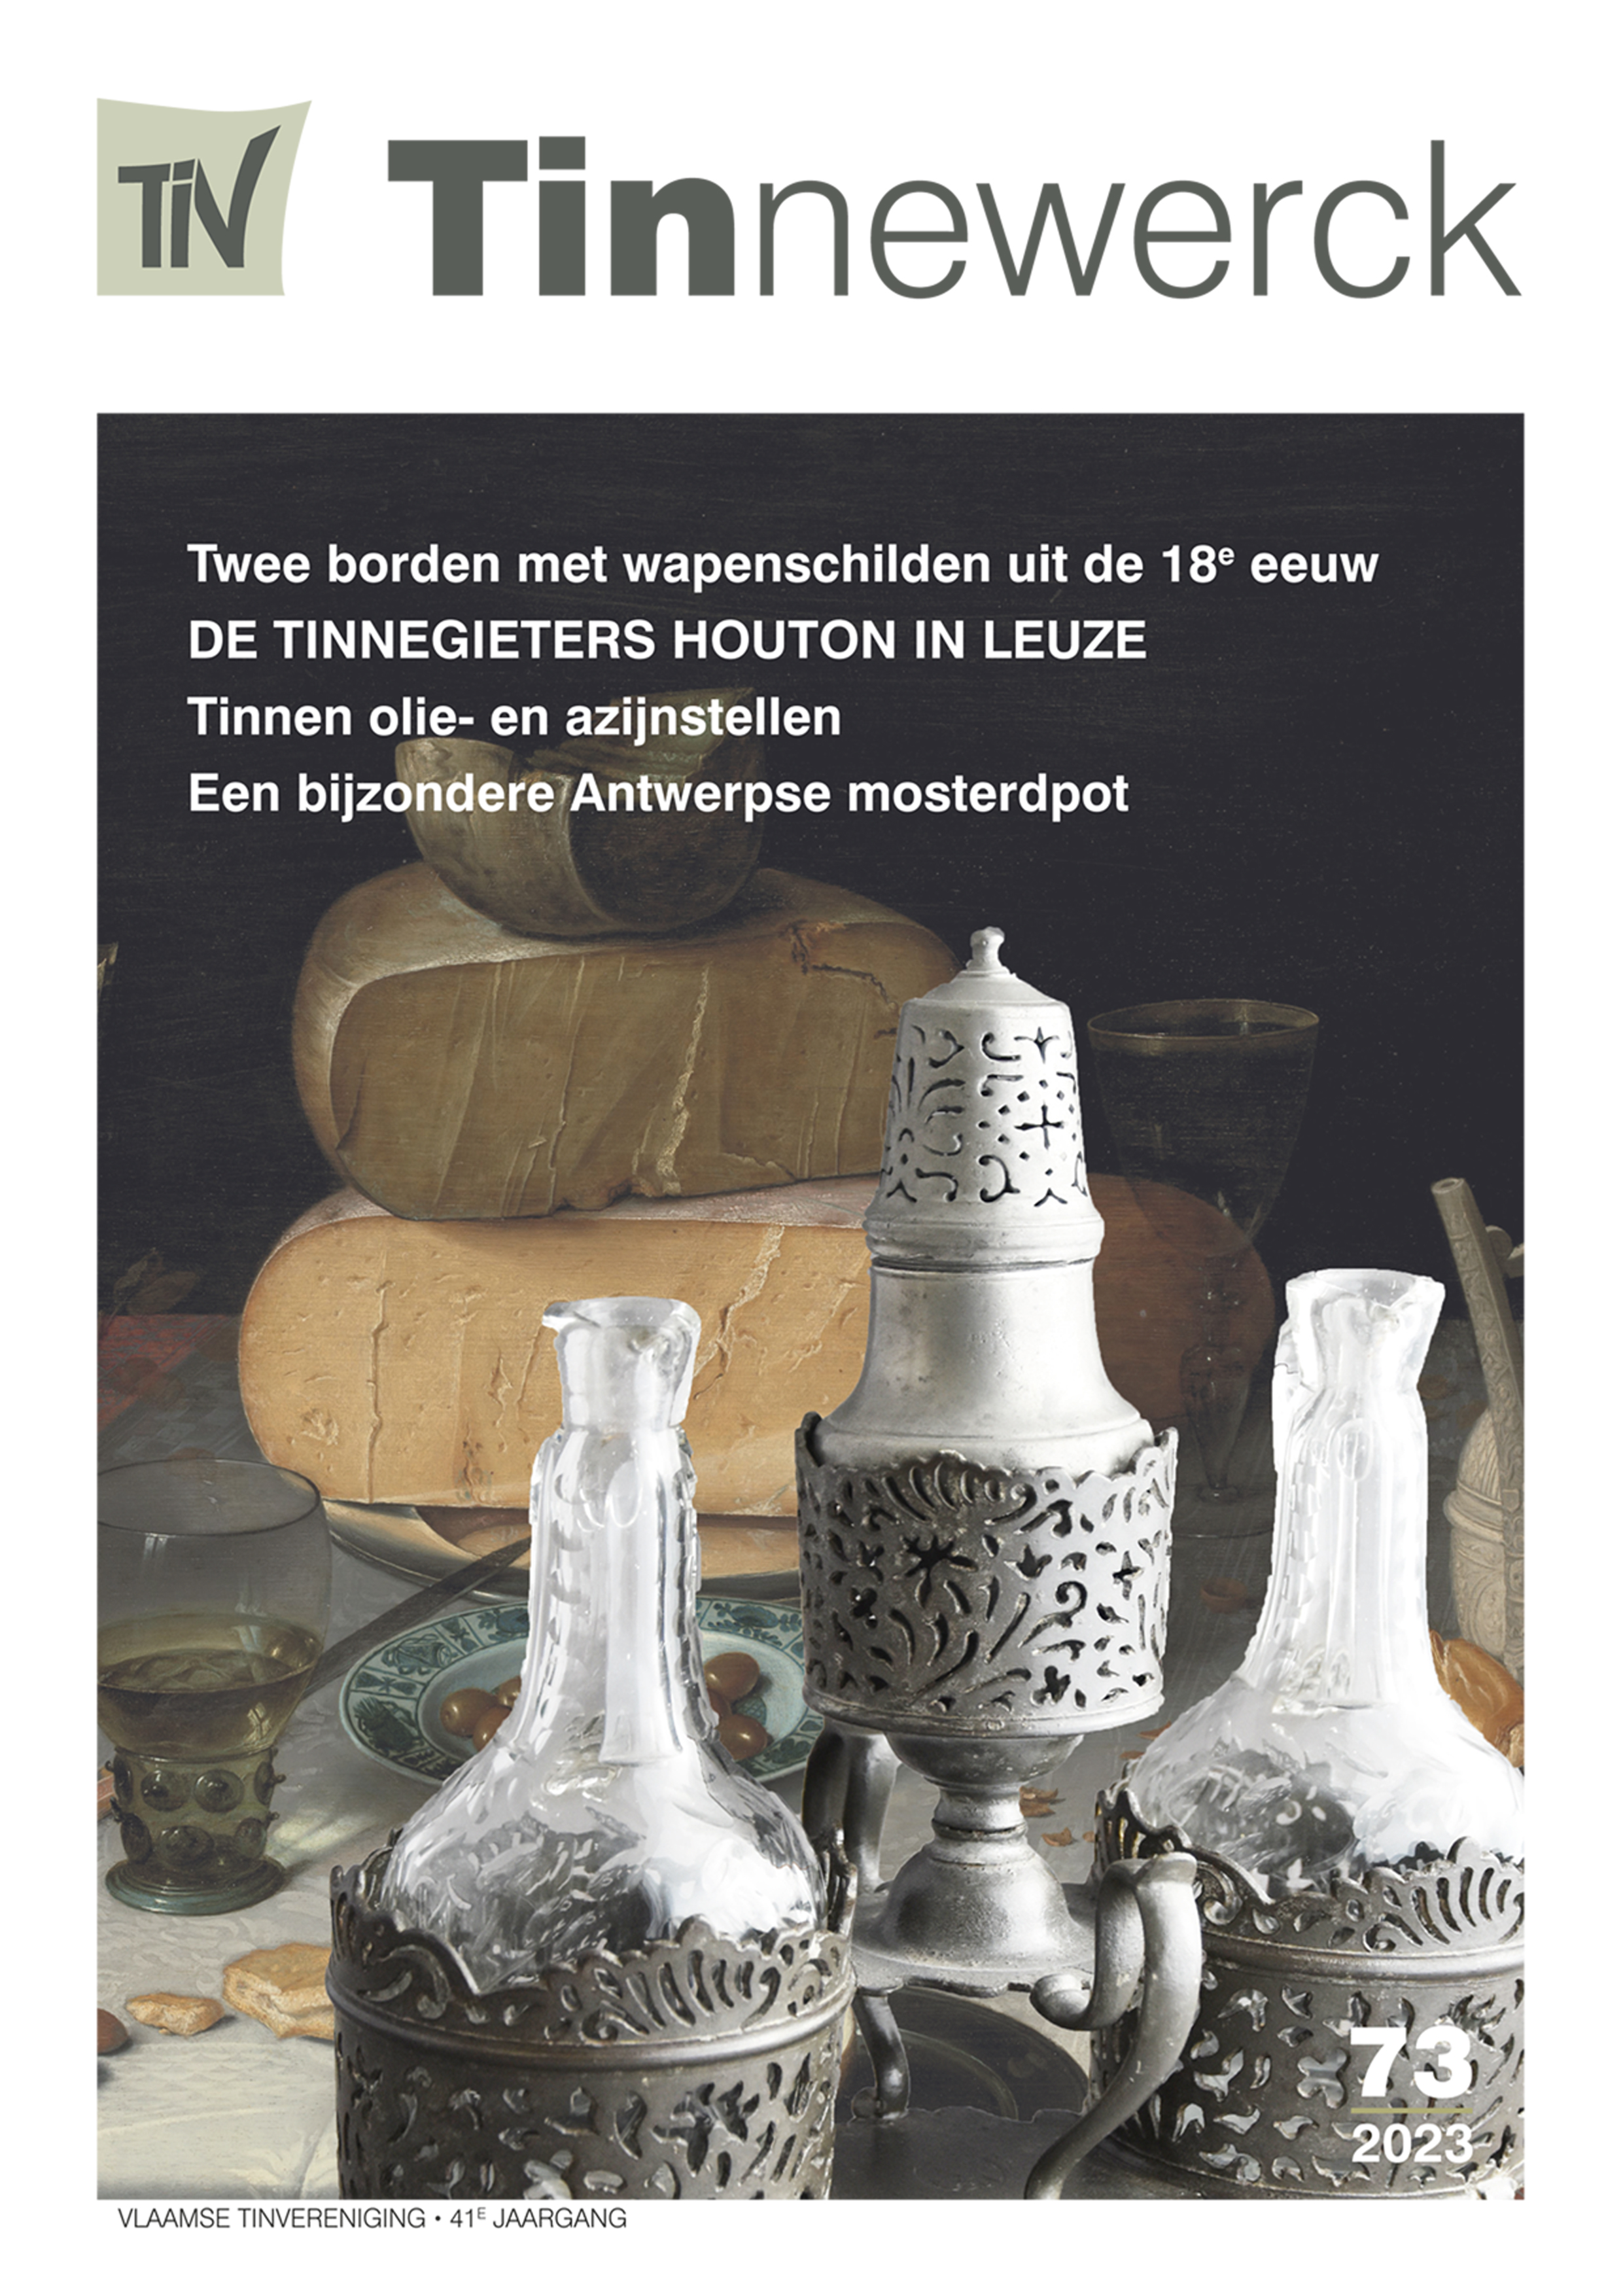 TiN
Tinnewerck
Twee borden met wapenschilden uit de 18e eeuw
DE TINNEGIETERS HOUTON IN LEUZE
Tinnen olie- en azijnstellen
Een bijzondere Antwerpse mosterdpot
73
2023
VLAAMSE TINVERENIGING • 41E JAARGANG